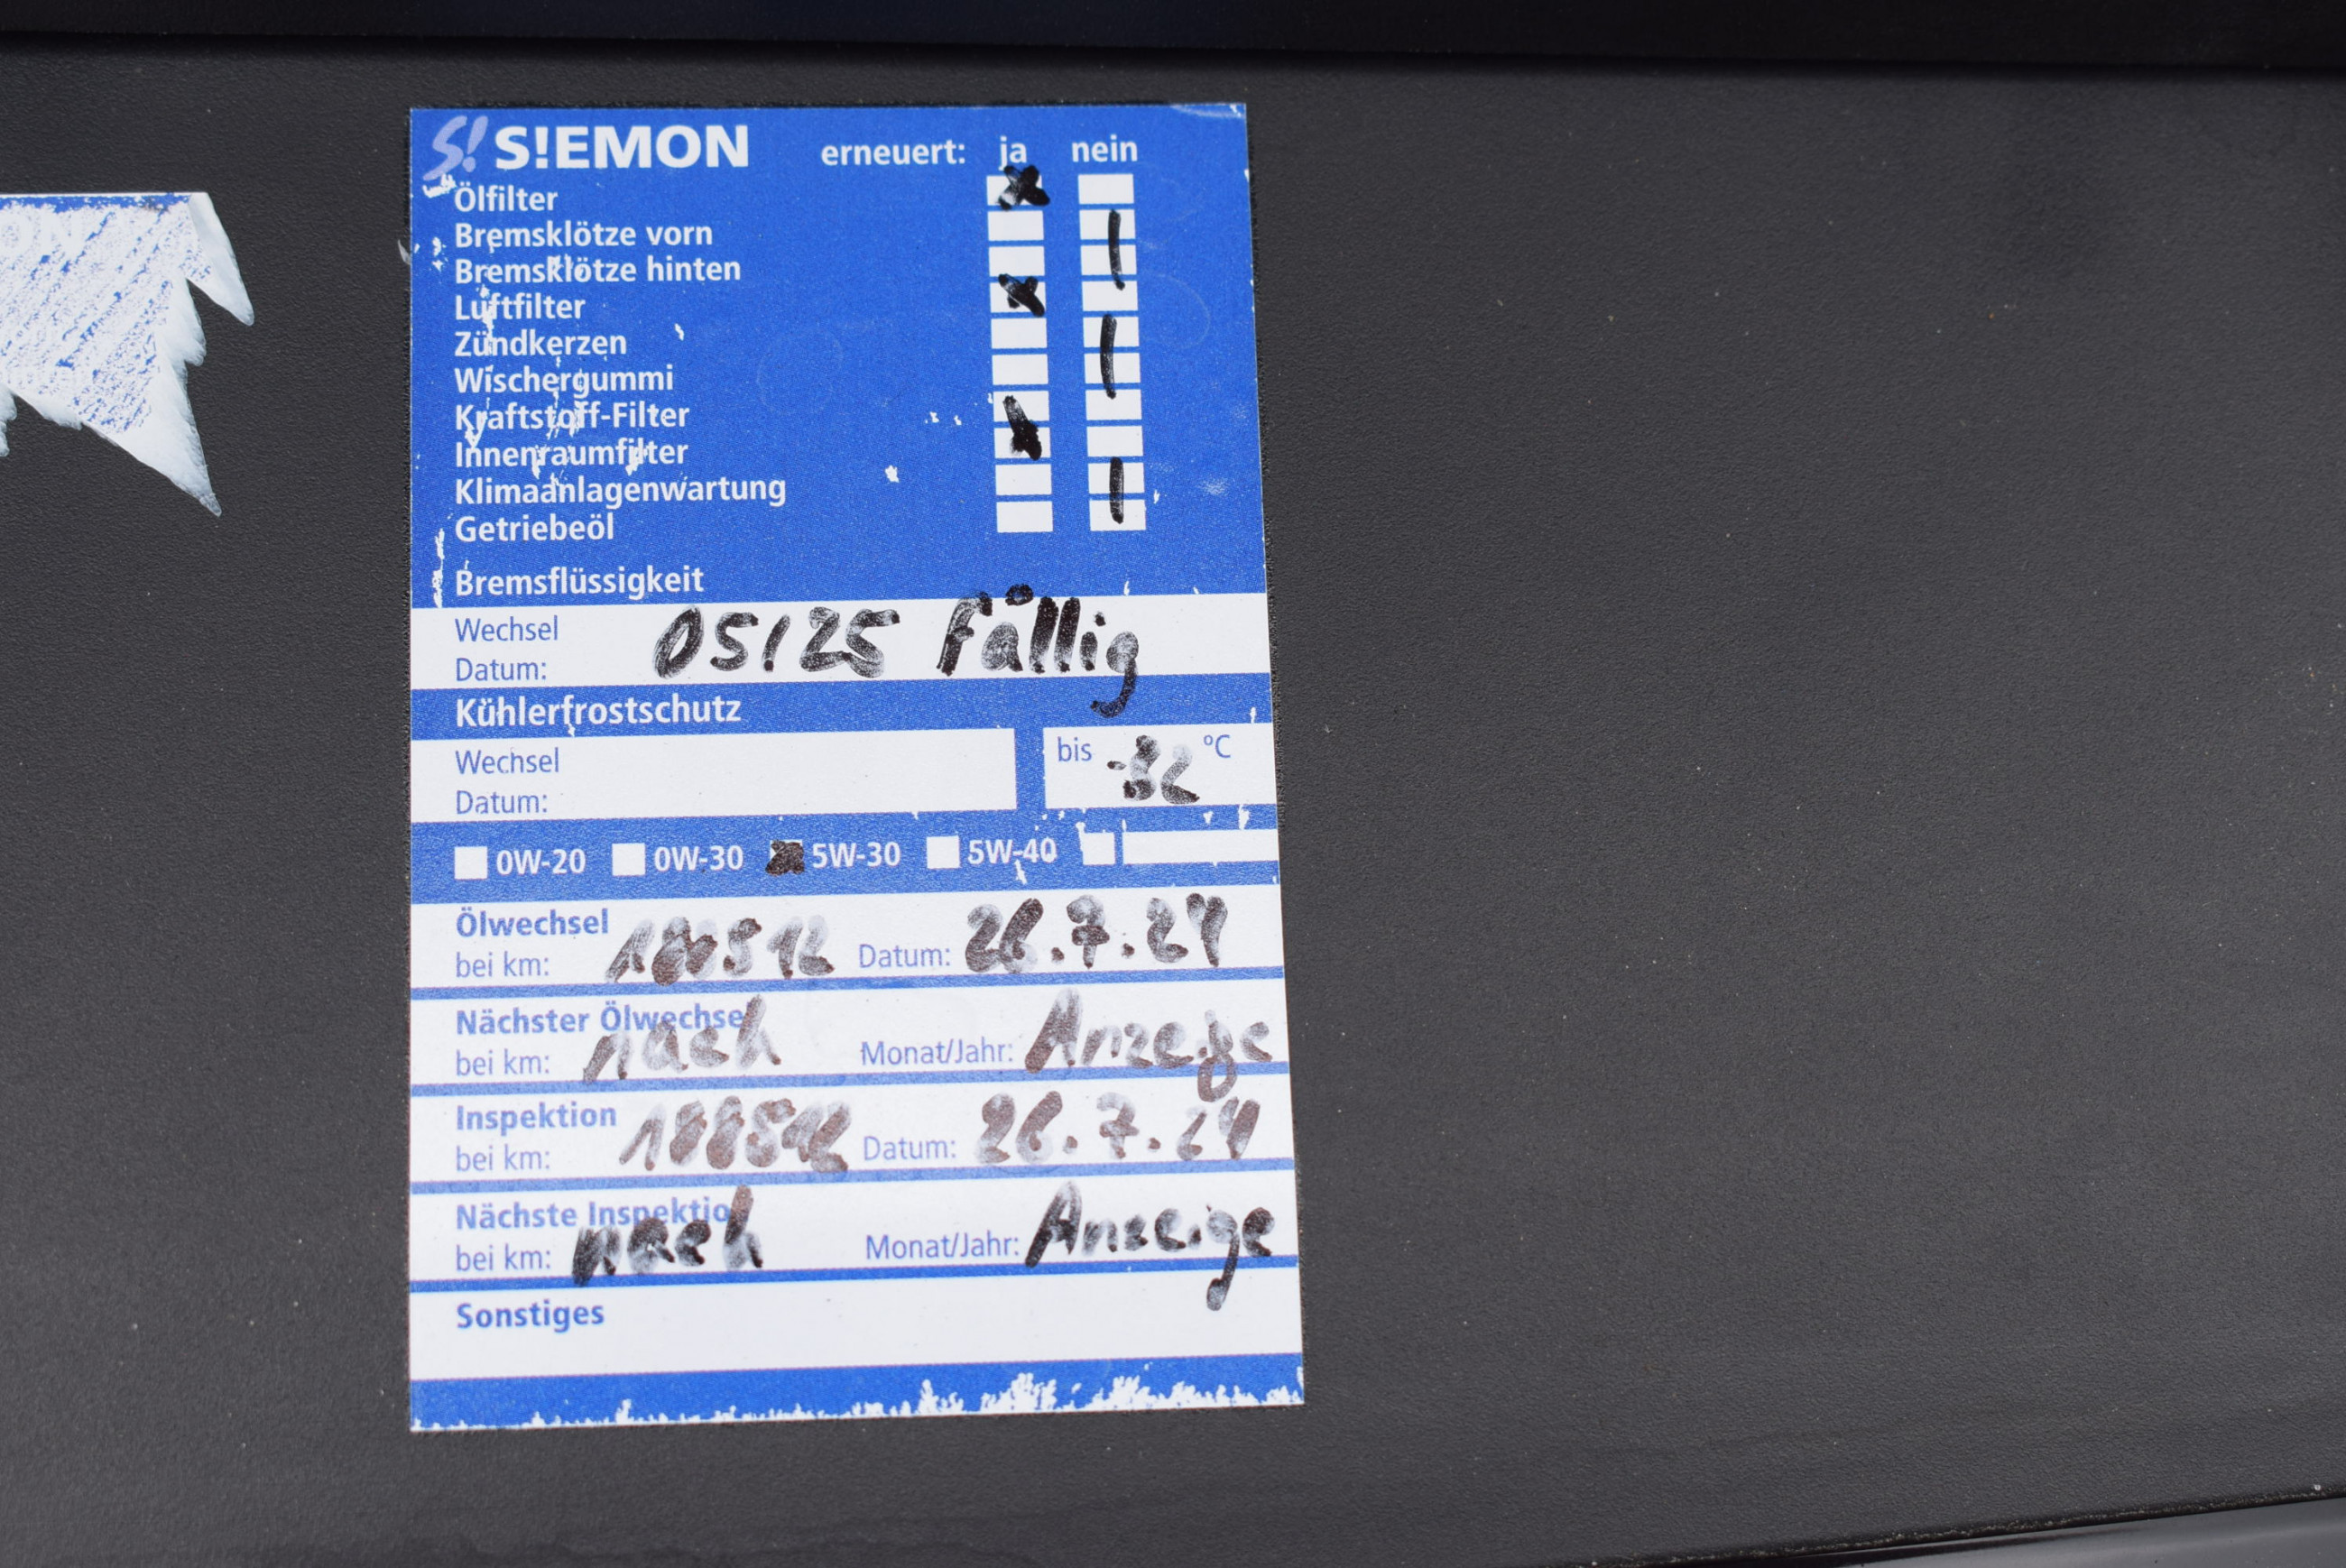 S! S!EMON erneuert: ja nein
Ölfilter
Bremsklötze vorn
Bremsklötze hinten
Luftfilter
Zündkerzen
Wischergummi
Kraftstoff-Filter
Innenraumfilter
Klimaanlagenwartung
Getriebeöl
Bremsflüssigkeit
Wechsel
Datum: 05/25 fällig
Kühlerfrostschutz
Wechsel bis -32 °C
Datum:
0W-20 0W-30 5W-30 5W-40
Ölwechsel
bei km: Datum: 26.7.24
Nächster Ölwechsel
bei km: nach Monat/Jahr: Anzeige
Inspektion
bei km: 188512 Datum: 26.7.24
Nächste Inspektion
bei km: nach Monat/Jahr: Anzeige
Sonstiges